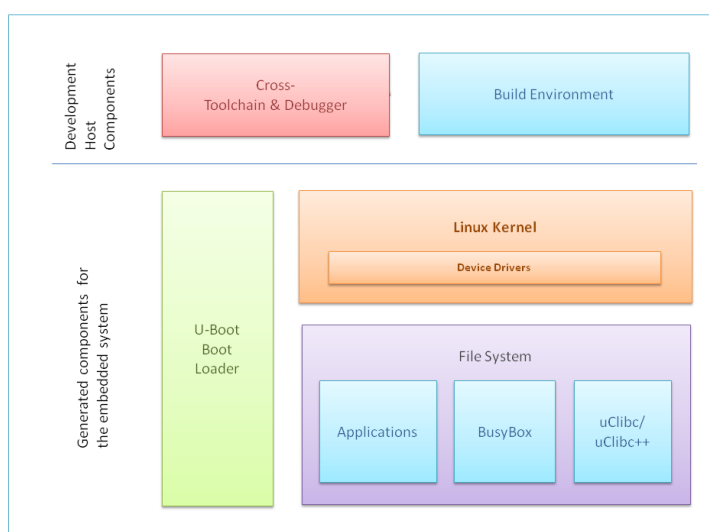 Development
Host
Components
Cross-
Toolchain & Debugger
Build Environment
Generated components for
the embedded system
U-Boot
Boot
Loader
Linux Kernel
Device Drivers
File System
Applications
BusyBox
uClibc/
uClibc++